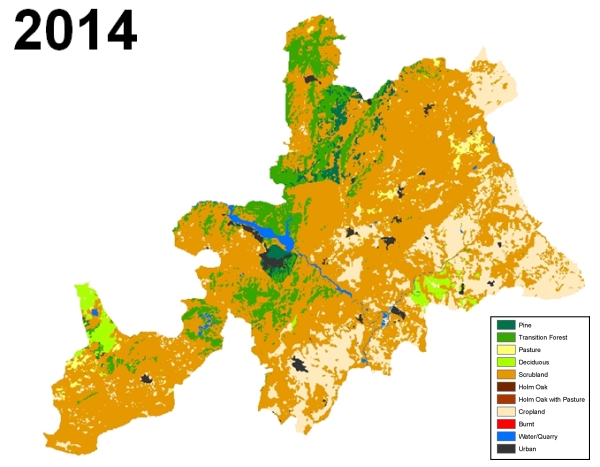 2014
Pine
Transition Forest
Pasture
Deciduous
Scrubland
Holm Oak
Holm Oak with Pasture
Cropland
Burnt
Water/Quarry
Urban